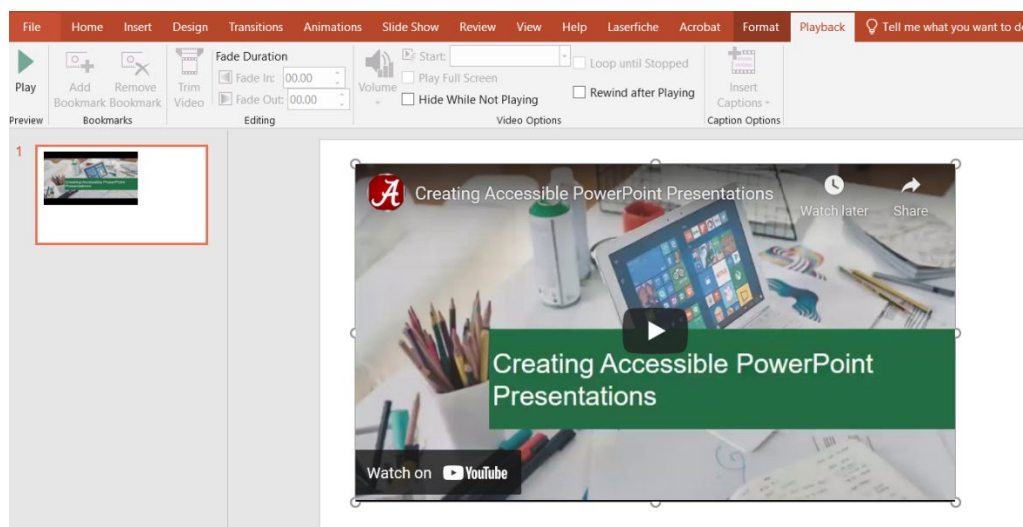 File Home Insert Design Transitions Animations Slide Show Review View Help Laserfiche Acrobat Format Playback Tell me what you want to do
Play
Preview
Add Bookmark
Remove Bookmark
Bookmarks
Trim Video
Fade Duration
Fade In: 00.00
Fade Out: 00.00
Editing
Volume
Start:
Play Full Screen
Hide While Not Playing
Loop until Stopped
Rewind after Playing
Video Options
Insert Captions
Caption Options
1
A Creating Accessible PowerPoint Presentations
Watch later
Share
Creating Accessible PowerPoint
Presentations
Watch on YouTube